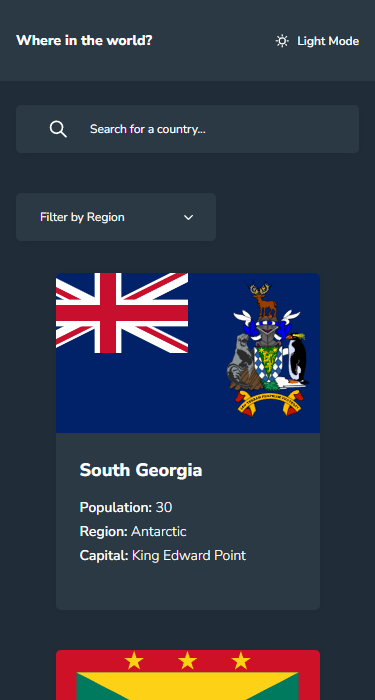 Where in the world?
Light Mode
Search for a country...
Filter by Region
South Georgia
Population: 30
Region: Antarctic
Capital: King Edward Point